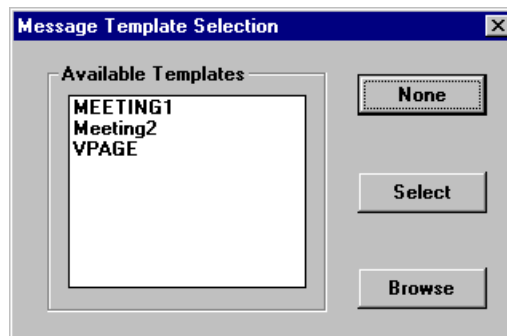 Message Template Selection
Available Templates
MEETING1
Meeting2
VPAGE
None
Select
Browse